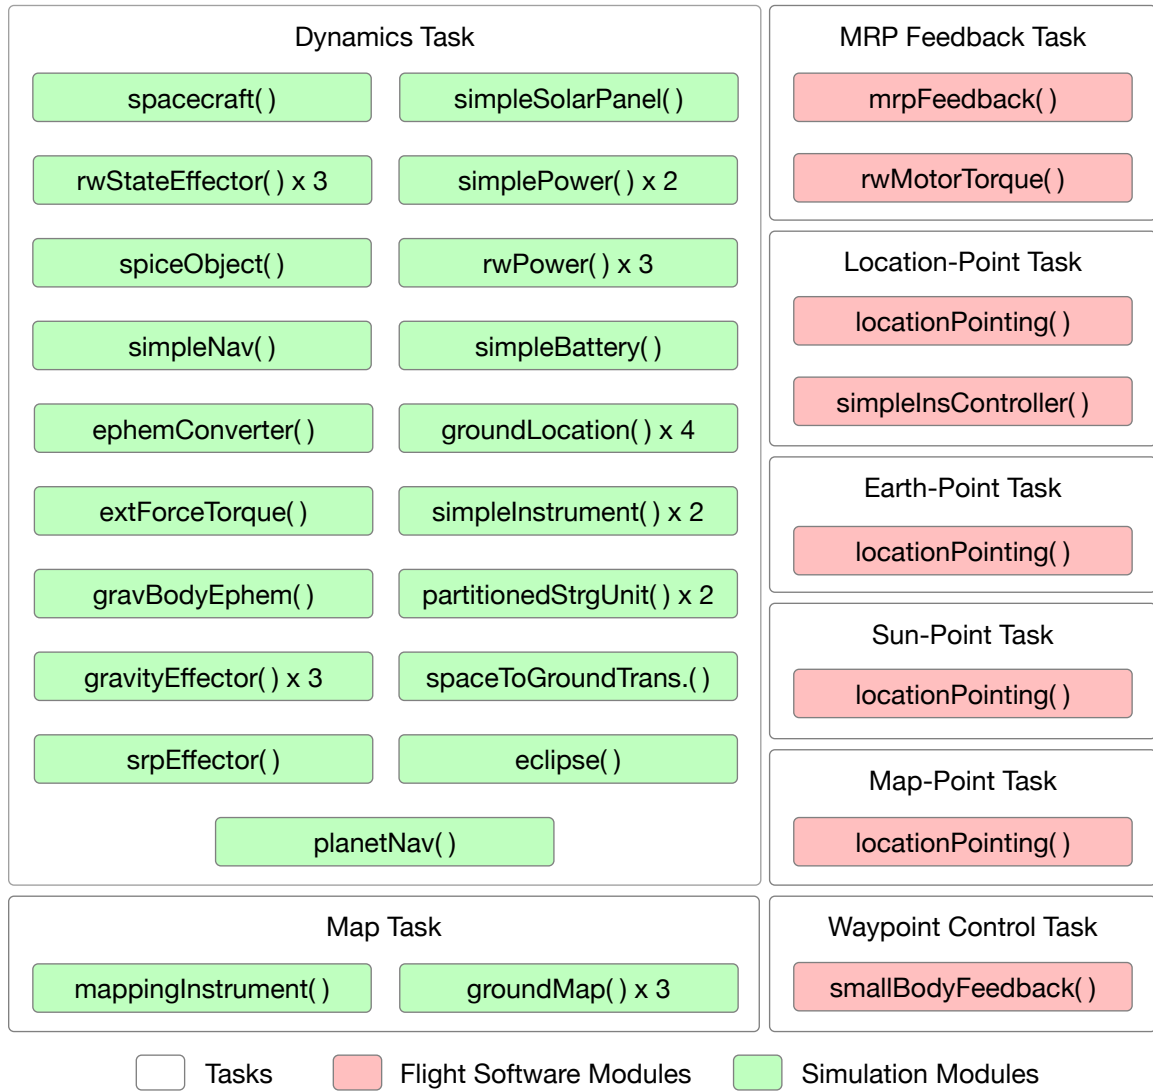 Dynamics Task
spacecraft( )
simpleSolarPanel( )
rwStateEffector( ) x 3
simplePower( ) x 2
spiceObject( )
rwPower( ) x 3
simpleNav( )
simpleBattery( )
ephemConverter( )
groundLocation( ) x 4
extForceTorque( )
simpleInstrument( ) x 2
gravBodyEphem( )
partitionedStrgUnit( ) x 2
gravityEffector( ) x 3
spaceToGroundTrans.( )
srpEffector( )
eclipse( )
planetNav( )
Map Task
mappingInstrument( )
groundMap( ) x 3
MRP Feedback Task
mrpFeedback( )
rwMotorTorque( )
Location-Point Task
locationPointing( )
simpleInsController( )
Earth-Point Task
locationPointing( )
Sun-Point Task
locationPointing( )
Map-Point Task
locationPointing( )
Waypoint Control Task
smallBodyFeedback( )
Tasks
Flight Software Modules
Simulation Modules